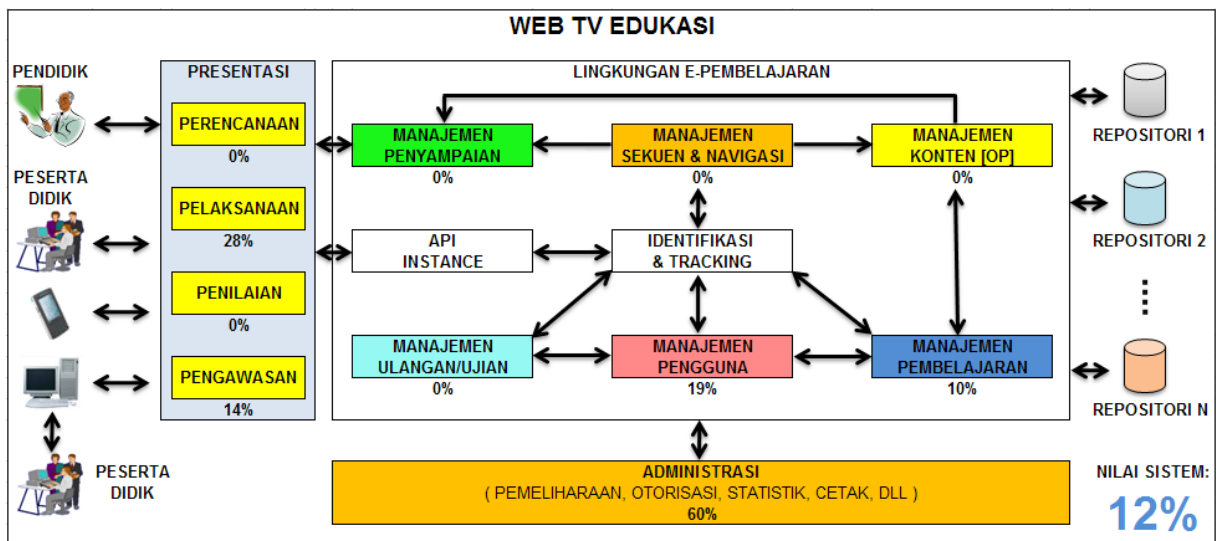 WEB TV EDUKASI
PENDIDIK
PESERTA
DIDIK
PESERTA
DIDIK
PRESENTASI
PERENCANAAN
0%
PELAKSANAAN
28%
PENILAIAN
0%
PENGAWASAN
14%
LINGKUNGAN E-PEMBELAJARAN
MANAJEMEN
PENYAMPAIAN
0%
MANAJEMEN
SEKUEN & NAVIGASI
0%
MANAJEMEN
KONTEN [OP]
0%
API
INSTANCE
IDENTIFIKASI
& TRACKING
MANAJEMEN
ULANGAN/UJIAN
0%
MANAJEMEN
PENGGUNA
19%
MANAJEMEN
PEMBELAJARAN
10%
REPOSITORI 1
REPOSITORI 2
REPOSITORI N
ADMINISTRASI
( PEMELIHARAAN, OTORISASI, STATISTIK, CETAK, DLL )
60%
NILAI SISTEM:
12%